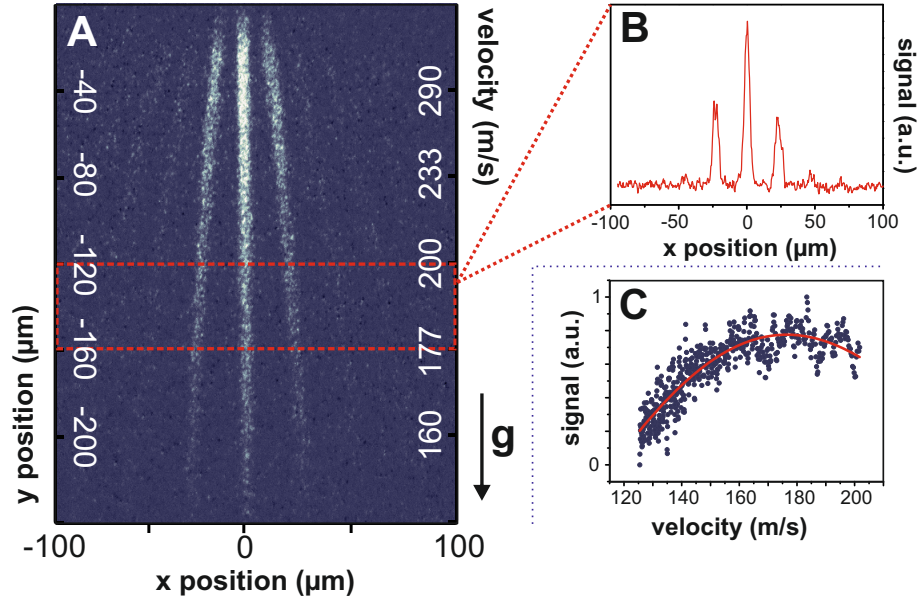 A
y position (µm)
-40
-80
-120
-160
-200
velocity (m/s)
290
233
200
177
160
g
-100
0
100
x position (µm)
B
signal (a.u.)
-100
-50
0
50
100
x position (µm)
C
signal (a.u.)
1
0
120
140
160
180
200
velocity (m/s)